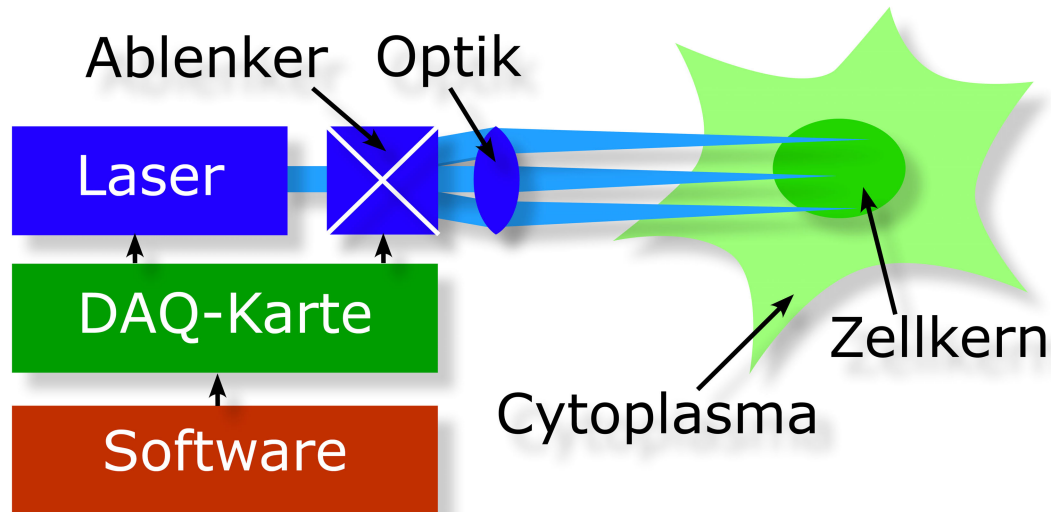 Ablenker
Optik
Laser
DAQ-Karte
Zellkern
Cytoplasma
Software